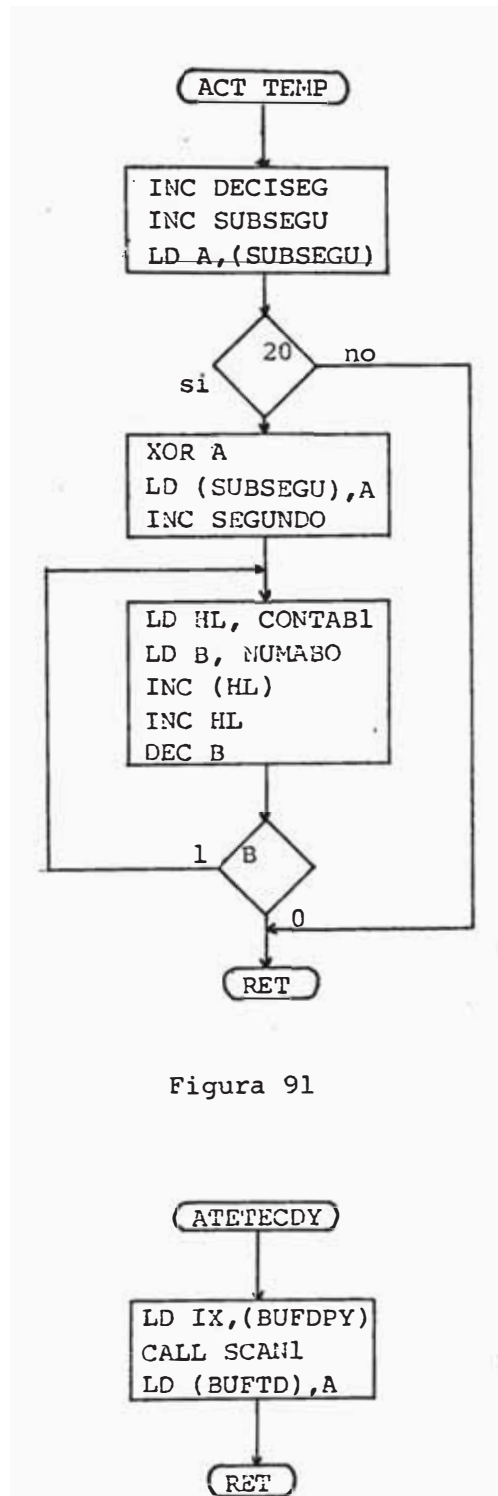 ACT TEMP
INC DECISEG
INC SUBSEGU
LD A,(SUBSEGU)
20
no
si
XOR A
LD (SUBSEGU),A
INC SEGUNDO
LD HL, CONTAB1
LD B, NUMABO
INC (HL)
INC HL
DEC B
1
B
0
RET
Figura 91
ATETECDY
LD IX,(BUFDPY)
CALL SCAN1
LD (BUFTD),A
RET